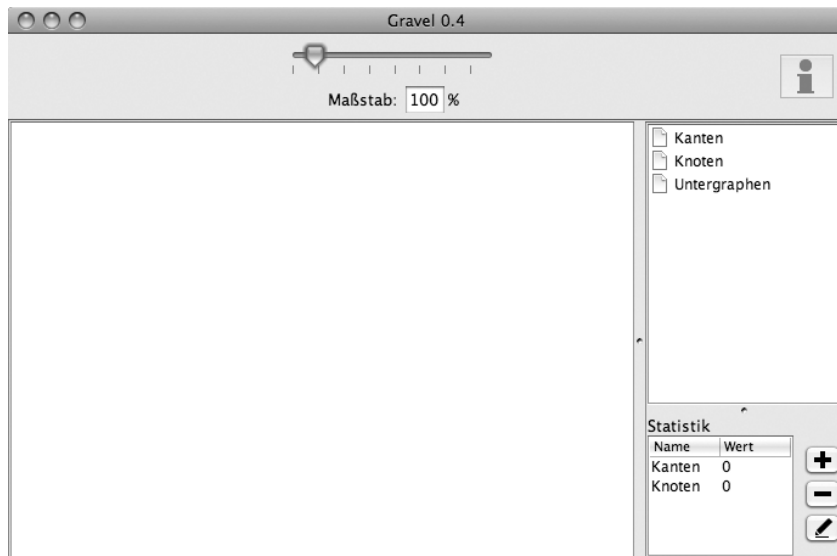 Gravel 0.4
Maßstab: 100 %
Kanten
Knoten
Untergraphen
Statistik
Name Wert
Kanten 0
Knoten 0